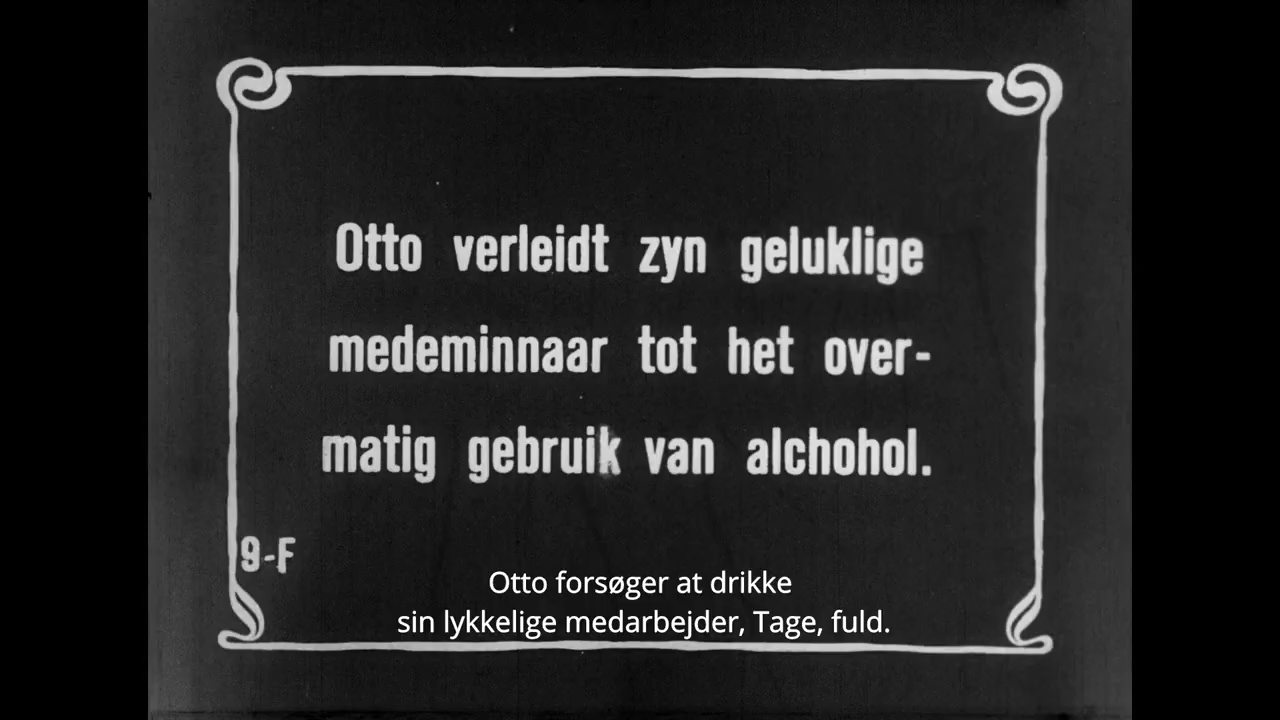 Otto verleidt zyn geluklige
medeminnaar tot het over-
matig gebruik van alchohol.
9-F
Otto forsøger at drikke
sin lykkelige medarbejder, Tage, fuld.